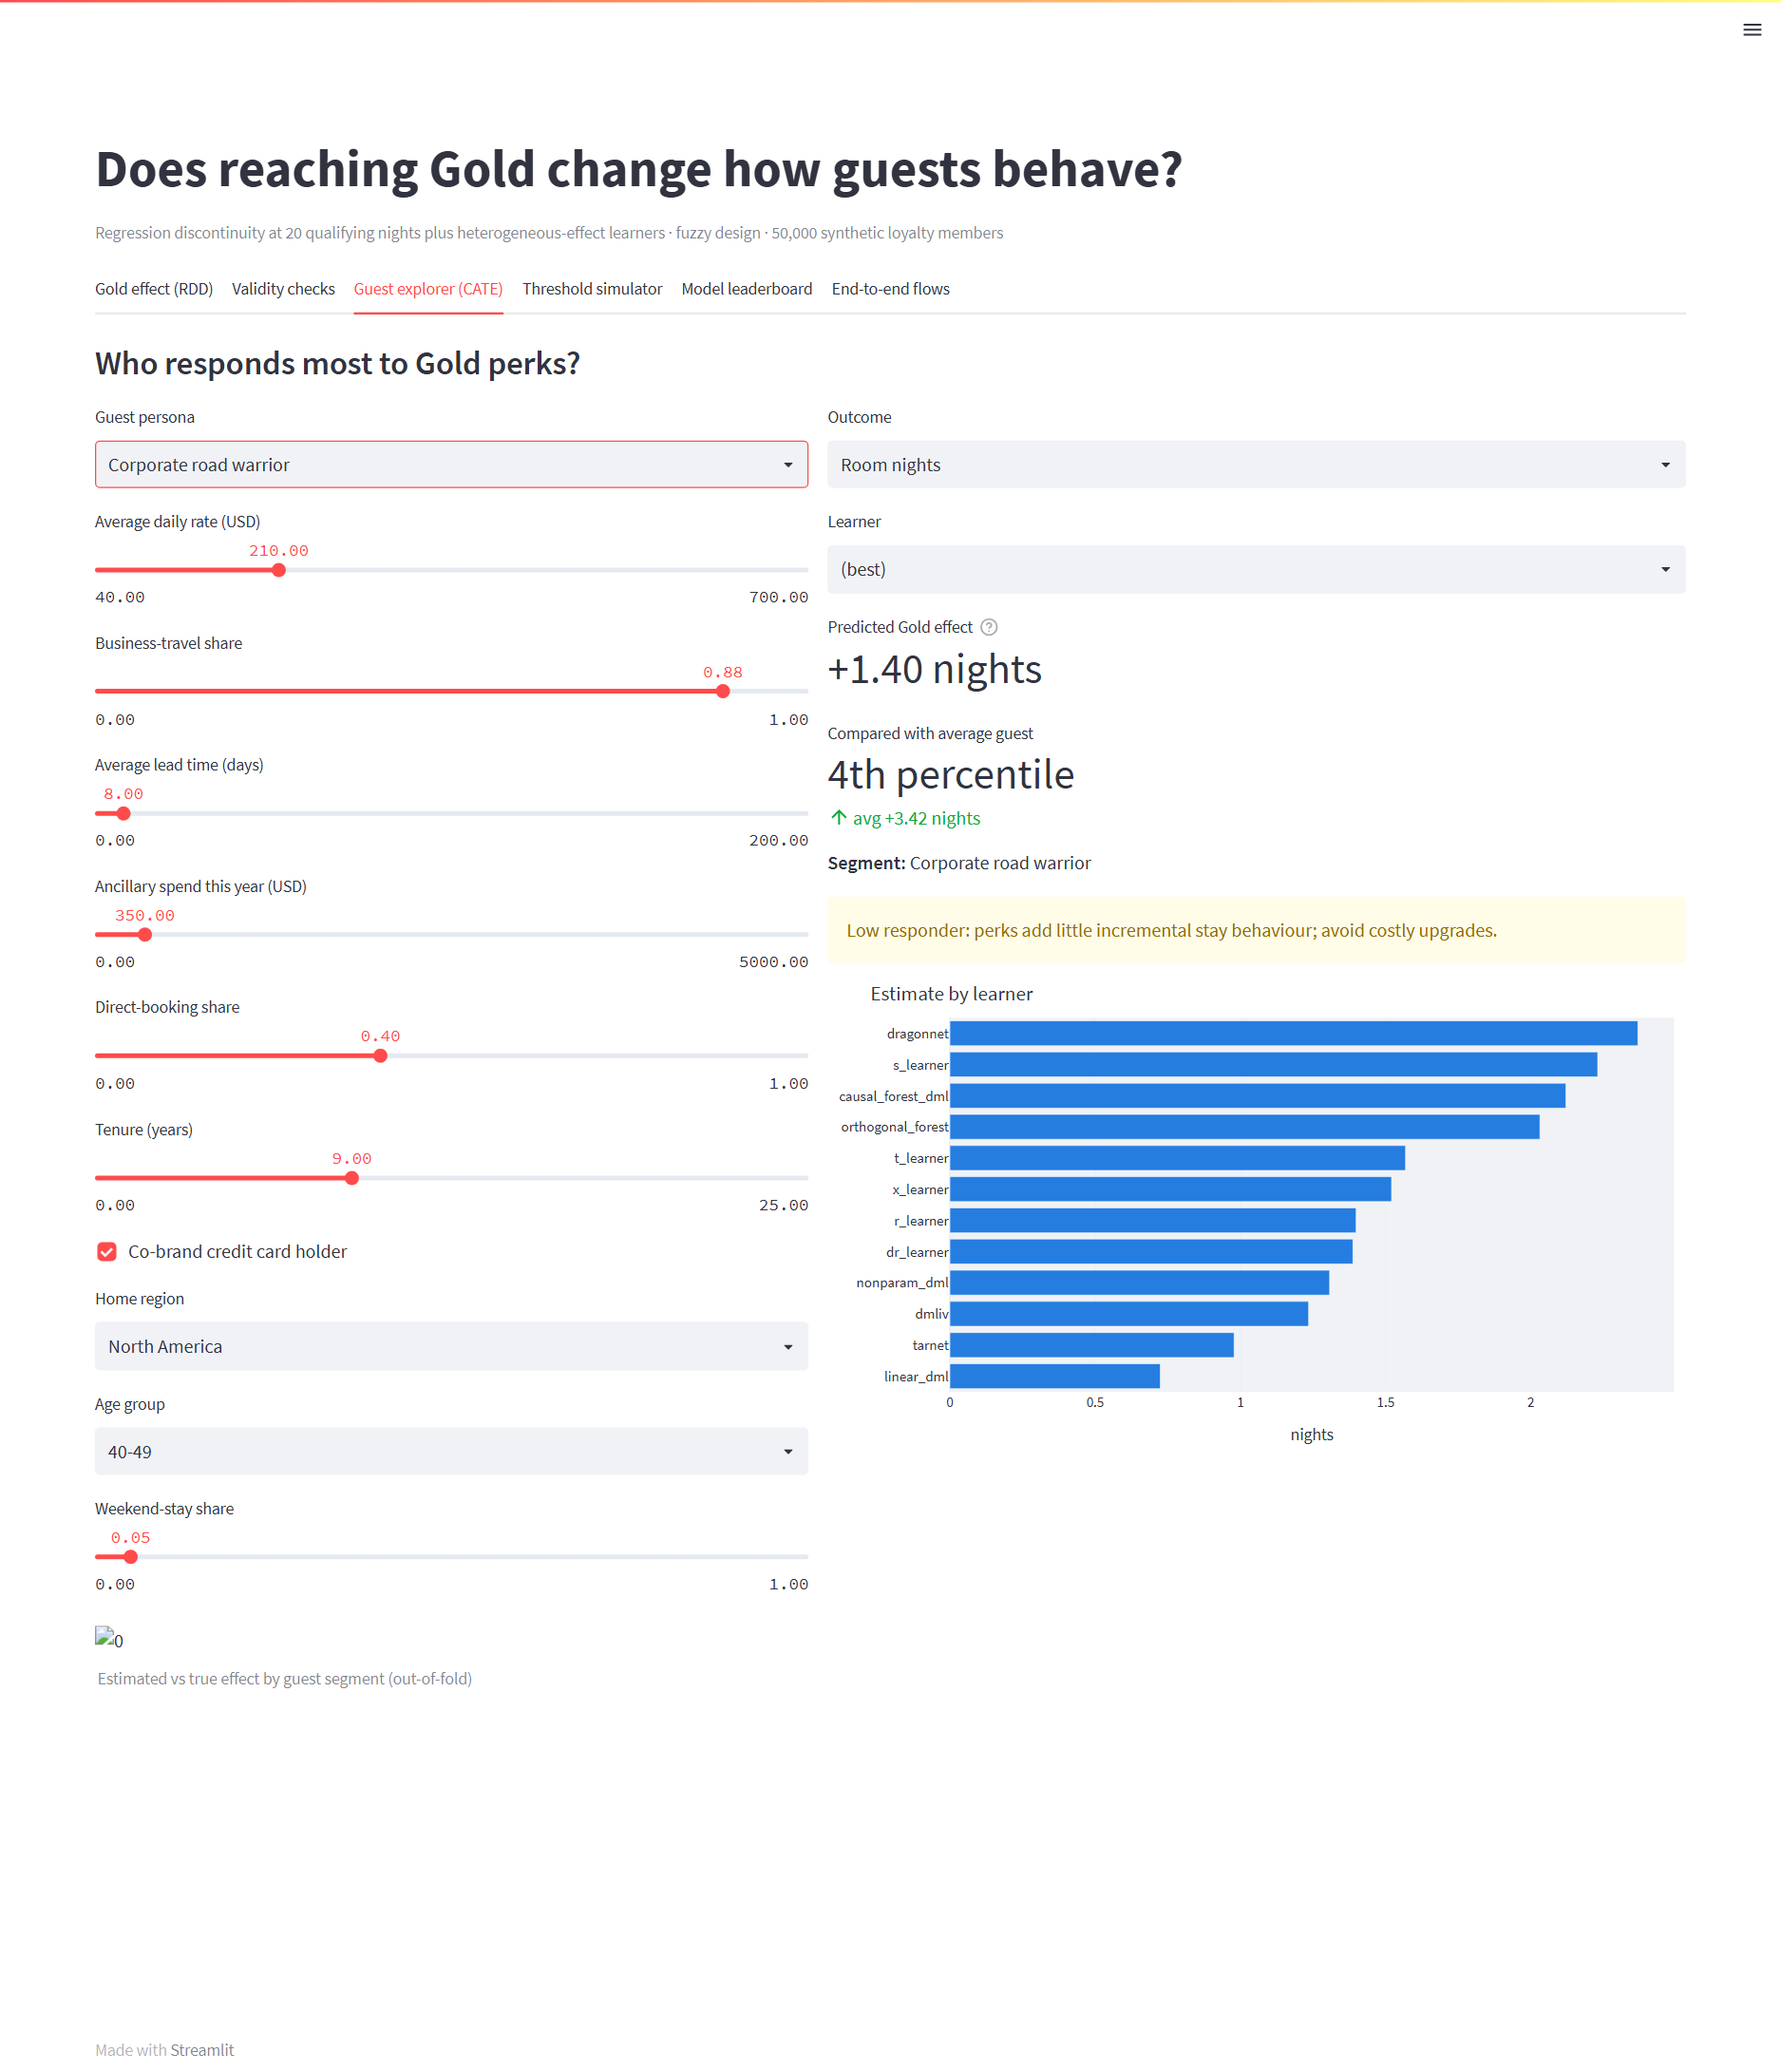 Does reaching Gold change how guests behave?
Regression discontinuity at 20 qualifying nights plus heterogeneous-effect learners · fuzzy design · 50,000 synthetic loyalty members
Gold effect (RDD) Validity checks Guest explorer (CATE) Threshold simulator Model leaderboard End-to-end flows
Who responds most to Gold perks?
Guest persona
Corporate road warrior
Average daily rate (USD)
210.00
40.00 700.00
Business-travel share
0.88
0.00 1.00
Average lead time (days)
8.00
0.00 200.00
Ancillary spend this year (USD)
350.00
0.00 5000.00
Direct-booking share
0.40
0.00 1.00
Tenure (years)
9.00
0.00 25.00
Co-brand credit card holder
Home region
North America
Age group
40-49
Weekend-stay share
0.05
0.00 1.00
0
Estimated vs true effect by guest segment (out-of-fold)
Outcome
Room nights
Learner
(best)
Predicted Gold effect
+1.40 nights
Compared with average guest
4th percentile
avg +3.42 nights
Segment: Corporate road warrior
Low responder: perks add little incremental stay behaviour; avoid costly upgrades.
Estimate by learner
dragonnet
s_learner
causal_forest_dml
orthogonal_forest
t_learner
x_learner
r_learner
dr_learner
nonparam_dml
dmliv
tarnet
linear_dml
0 0.5 1 1.5 2
nights
Made with Streamlit